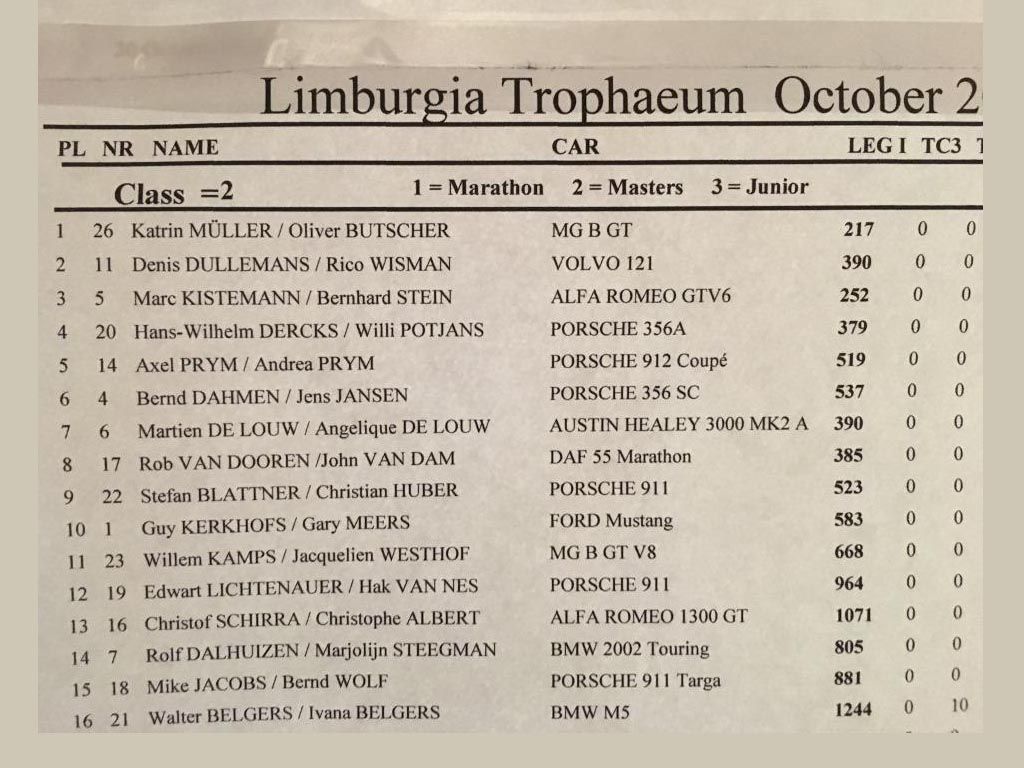 Limburgia Trophaeum October 2
PL NR NAME CAR LEG I TC3
Class =2 1 = Marathon 2 = Masters 3 = Junior
1 26 Katrin MÜLLER / Oliver BUTSCHER MG B GT 217 0 0
2 11 Denis DULLEMANS / Rico WISMAN VOLVO 121 390 0 0
3 5 Marc KISTEMANN / Bernhard STEIN ALFA ROMEO GTV6 252 0 0
4 20 Hans-Wilhelm DERCKS / Willi POTJANS PORSCHE 356A 379 0 0
5 14 Axel PRYM / Andrea PRYM PORSCHE 912 Coupé 519 0 0
6 4 Bernd DAHMEN / Jens JANSEN PORSCHE 356 SC 537 0 0
7 6 Martien DE LOUW / Angelique DE LOUW AUSTIN HEALEY 3000 MK2 A 390 0 0
8 17 Rob VAN DOOREN /John VAN DAM DAF 55 Marathon 385 0 0
9 22 Stefan BLATTNER / Christian HUBER PORSCHE 911 523 0 0
10 1 Guy KERKHOFS / Gary MEERS FORD Mustang 583 0 0
11 23 Willem KAMPS / Jacquelien WESTHOF MG B GT V8 668 0 0
12 19 Edwart LICHTENAUER / Hak VAN NES PORSCHE 911 964 0 0
13 16 Christof SCHIRRA / Christophe ALBERT ALFA ROMEO 1300 GT 1071 0 0
14 7 Rolf DALHUIZEN / Marjolijn STEEGMAN BMW 2002 Touring 805 0 0
15 18 Mike JACOBS / Bernd WOLF PORSCHE 911 Targa 881 0 0
16 21 Walter BELGERS / Ivana BELGERS BMW M5 1244 0 10